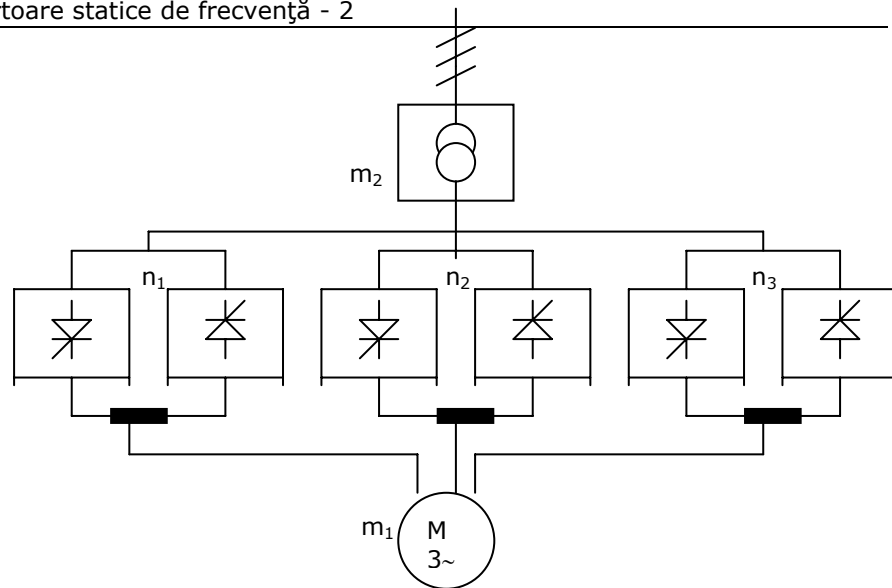 toare statice de frecvenţă - 2
m₂
n₁ n₂ n₃
m₁ M
3~